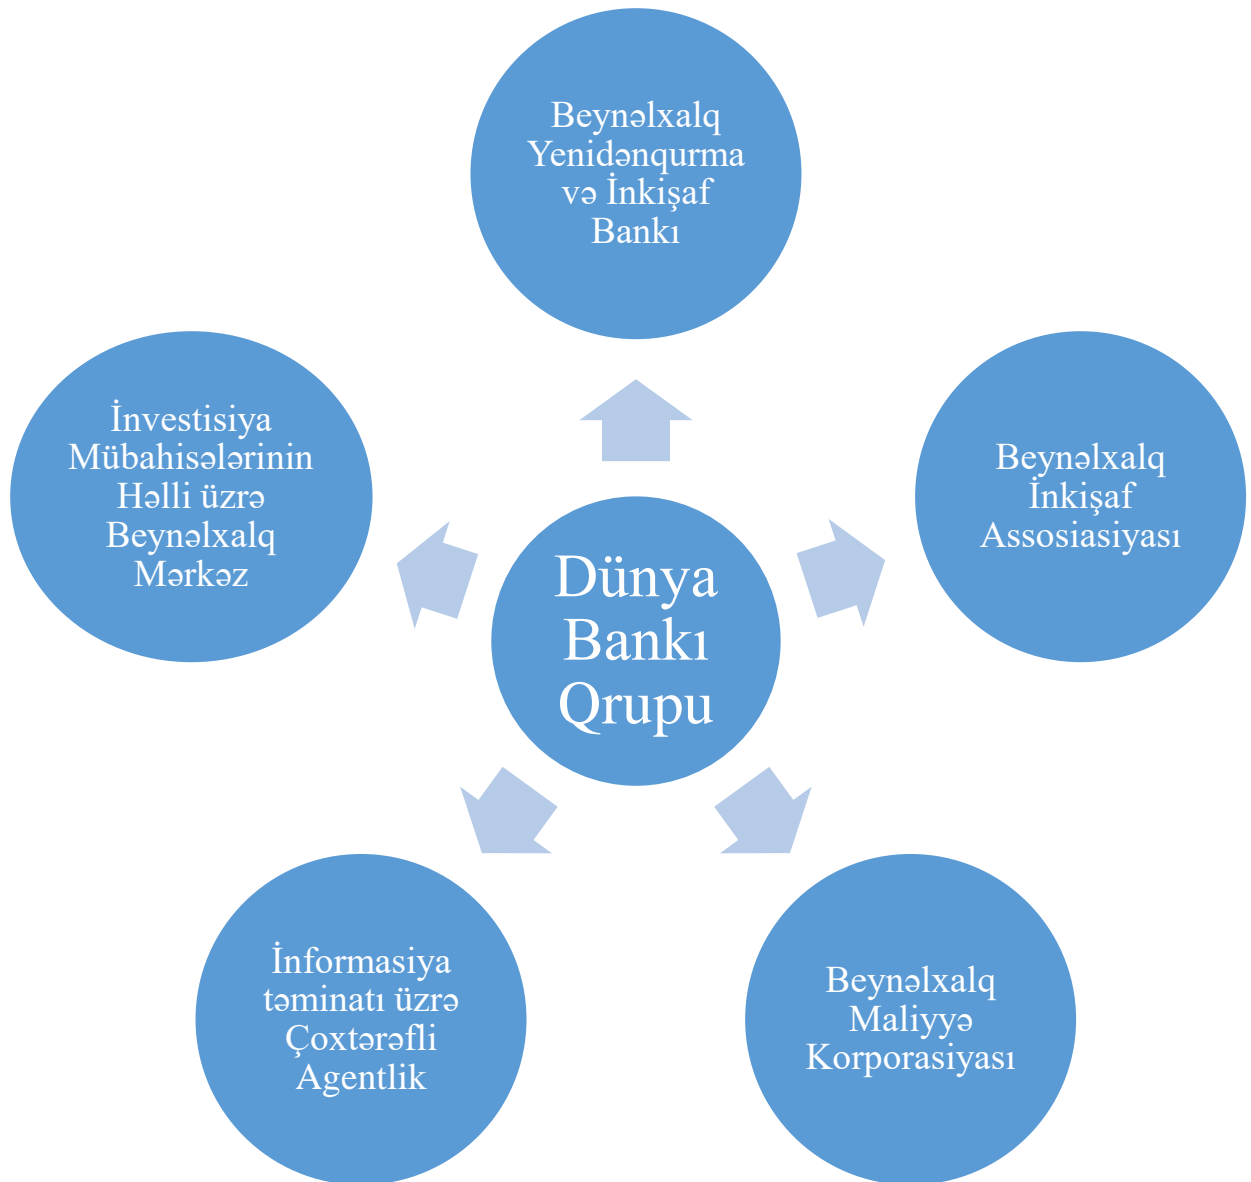 Beynəlxalq
Yenidənqurma
və İnkişaf
Bankı
İnvestisiya
Mübahisələrinin
Həlli üzrə
Beynəlxalq
Mərkəz
Beynəlxalq
İnkişaf
Assosiasiyası
Dünya
Bankı
Qrupu
İnformasiya
təminatı üzrə
Çoxtərəfli
Agentlik
Beynəlxalq
Maliyyə
Korporasiyası